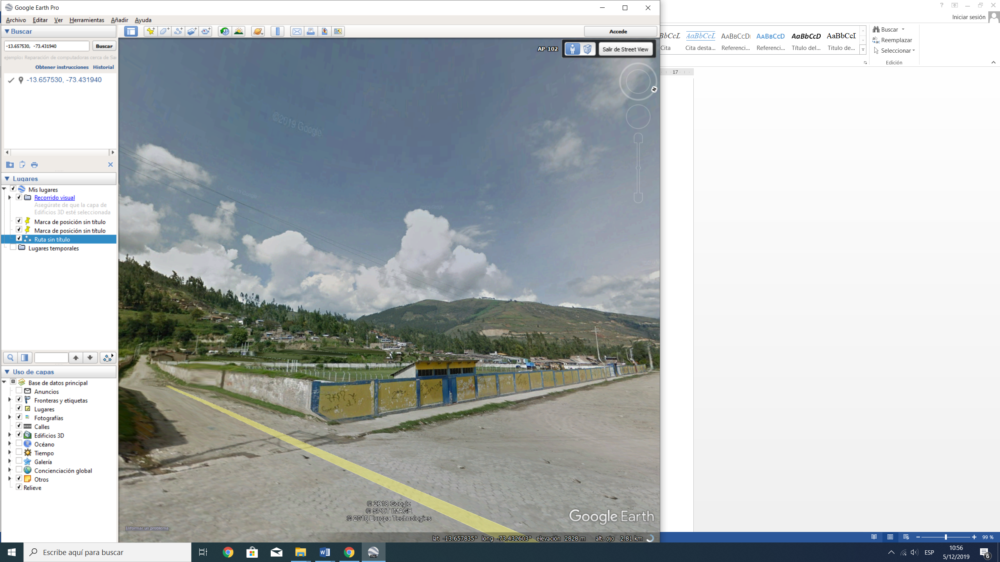 Google Earth Pro
Archivo Editar Ver Herramientas Añadir Ayuda
Iniciar sesión
Buscar
-13.657530, -73.431940 Buscar
ejemplo: Reparación de computadoras cerca de Sa
Obtener instrucciones Historial
-13.657530, -73.431940
Accede
AP-102
Salir de Street View
N
Cita
AaBbCcD AaBbCcD AaBbCcD AaBbCcI
Cita desta... Referenci... Referenci... Título del... Titulo de...
Buscar
Reemplazar
Seleccionar
Edición
17
Lugares
Mis lugares
Recorrido visual
Asegúrate de que la capa de
Edificios 3D esté seleccionada
Marca de posición sin título
Marca de posición sin título
Ruta sin título
Lugares temporales
Uso de capas
Base de datos principal
Anuncios
Fronteras y etiquetas
Lugares
Fotografías
Calles
Edificios 3D
Océano
Tiempo
Galería
Concienciación global
Otros
Relieve
©2019 Google
©2019 Google
© 2018 Google
© SPOT IMAGE
© 2018 Europa Technologies
Google Earth
Informar un problema
lat -13.657835° long -73.432603° elevación 2828 m alt. ojo 2.81 km
99 %
Escribe aquí para buscar
ESP
10:56
5/12/2019
6